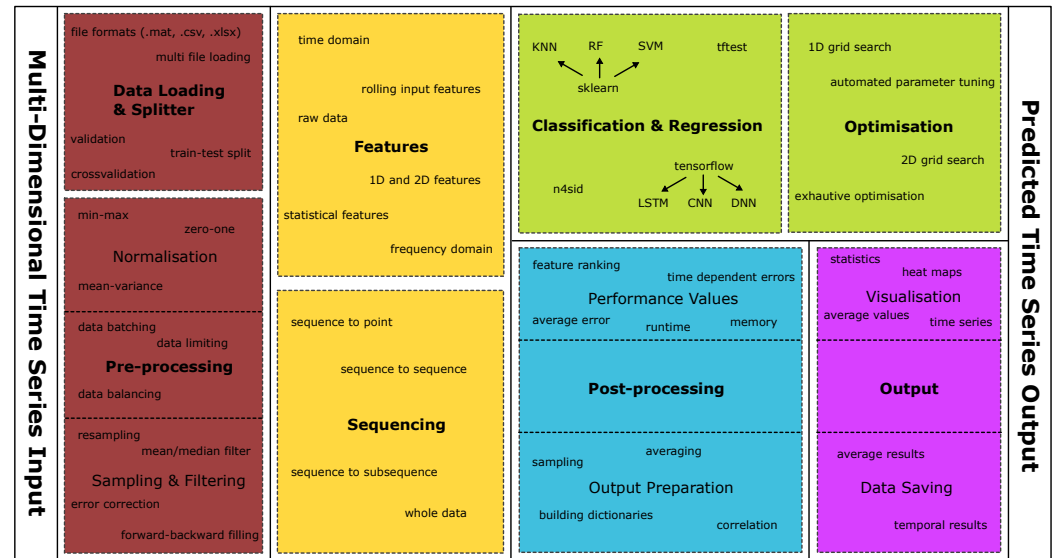 Multi-Dimensional Time Series Input
file formats (.mat, .csv, .xlsx)
multi file loading
Data Loading
& Splitter
validation
train-test split
crossvalidation
min-max
zero-one
Normalisation
mean-variance
data batching
data limiting
Pre-processing
data balancing
resampling
mean/median filter
Sampling & Filtering
error correction
forward-backward filling
time domain
rolling input features
raw data
Features
1D and 2D features
statistical features
frequency domain
sequence to point
sequence to sequence
Sequencing
sequence to subsequence
whole data
KNN RF SVM tftest
sklearn
Classification & Regression
tensorflow
n4sid
LSTM CNN DNN
1D grid search
automated parameter tuning
Optimisation
2D grid search
exhautive optimisation
feature ranking
time dependent errors
Performance Values
average error
runtime
memory
Post-processing
averaging
sampling
Output Preparation
building dictionaries
correlation
statistics
heat maps
Visualisation
average values
time series
Output
average results
Data Saving
temporal results
Predicted Time Series Output